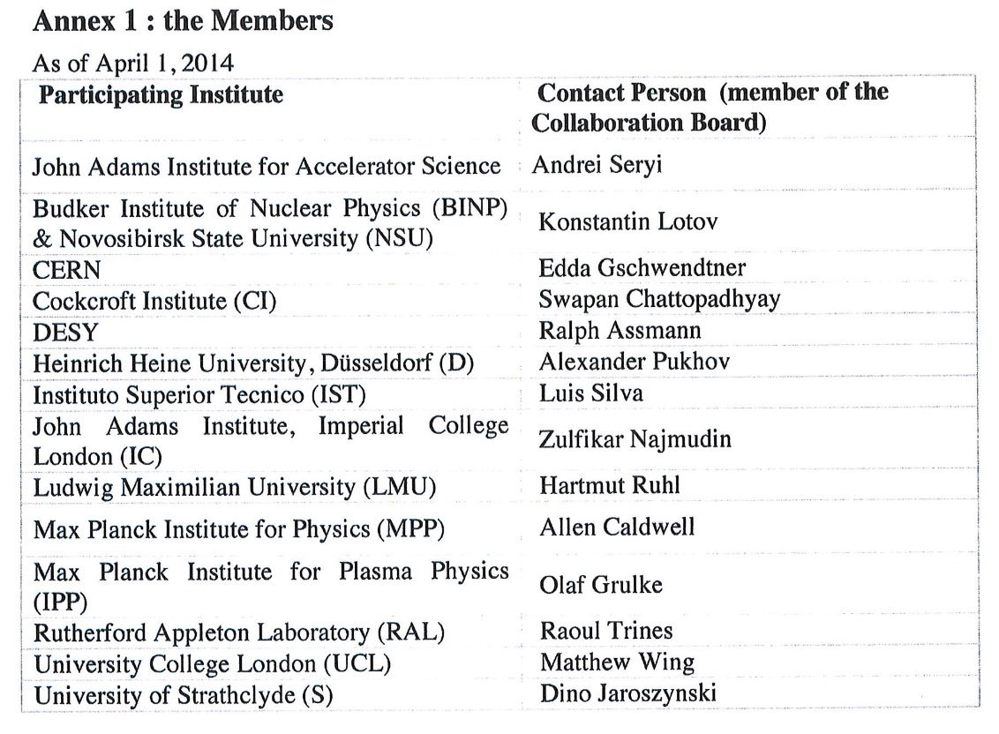 Annex 1 : the Members
As of April 1, 2014
Participating Institute
Contact Person (member of the
Collaboration Board)
John Adams Institute for Accelerator Science
Andrei Seryi
Budker Institute of Nuclear Physics (BINP)
& Novosibirsk State University (NSU)
Konstantin Lotov
CERN
Edda Gschwendtner
Cockcroft Institute (CI)
Swapan Chattopadhyay
DESY
Ralph Assmann
Heinrich Heine University, Düsseldorf (D)
Alexander Pukhov
Instituto Superior Tecnico (IST)
Luis Silva
John Adams Institute, Imperial College
London (IC)
Zulfikar Najmudin
Ludwig Maximilian University (LMU)
Hartmut Ruhl
Max Planck Institute for Physics (MPP)
Allen Caldwell
Max Planck Institute for Plasma Physics
(IPP)
Olaf Grulke
Rutherford Appleton Laboratory (RAL)
Raoul Trines
University College London (UCL)
Matthew Wing
University of Strathclyde (S)
Dino Jaroszynski